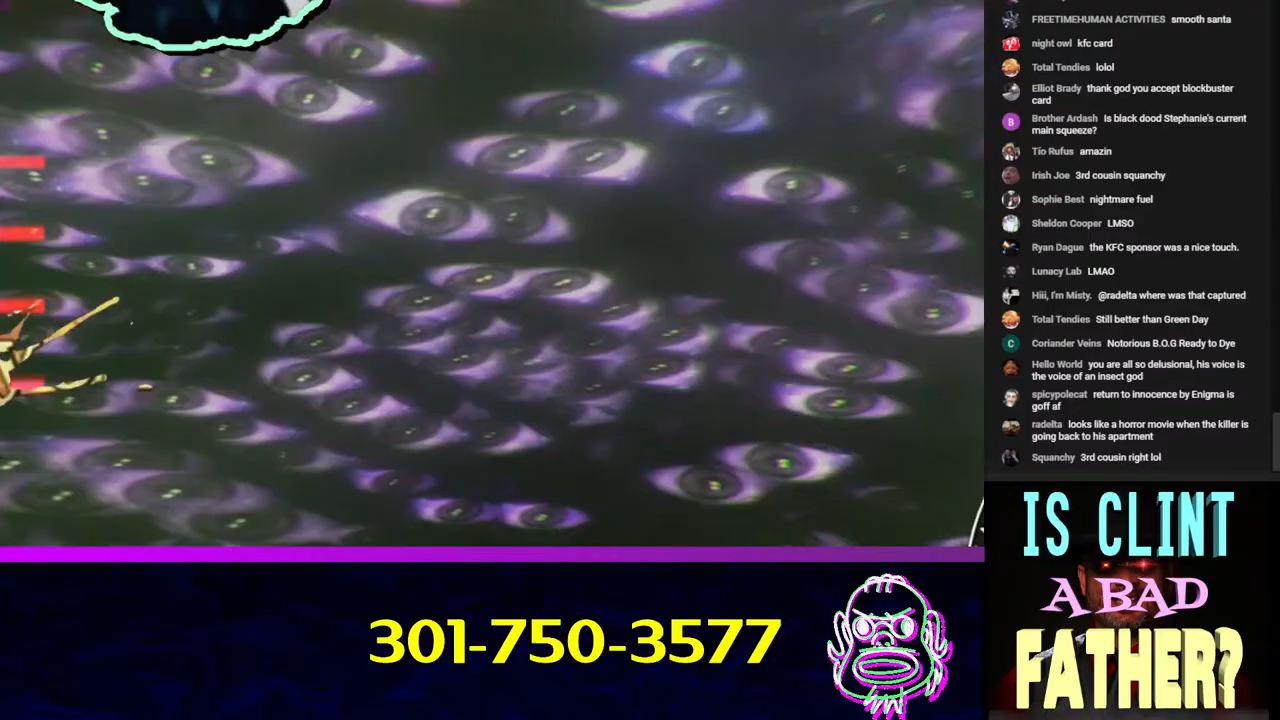 FREETIMEHUMAN ACTIVITIES smooth santa
night owl kfc card
Total Tendies lolol
Elliot Brady thank god you accept blockbuster
card
B Brother Ardash Is black dood Stephanie's current
main squeeze?
Tío Rufus amazin
Irish Joe 3rd cousin squanchy
Sophie Best nightmare fuel
Sheldon Cooper LMSO
Ryan Dague the KFC sponsor was a nice touch.
Lunacy Lab LMAO
Hiii, I'm Misty. @radelta where was that captured
Total Tendies Still better than Green Day
C Coriander Veins Notorious B.O.G Ready to Dye
Hello World you are all so delusional, his voice is
the voice of an insect god
spicypolecat return to innocence by Enigma is
goff af
radelta looks like a horror movie when the killer is
going back to his apartment
Squanchy 3rd cousin right lol
IS CLINT
A BAD
FATHER?
301-750-3577